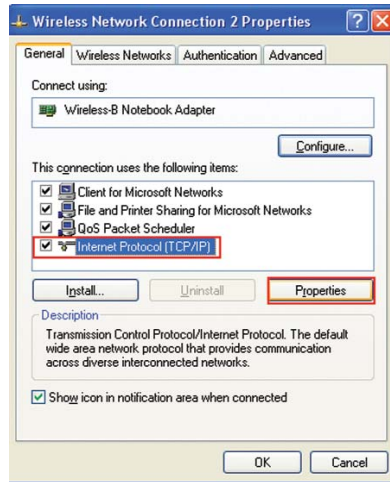 Wireless Network Connection 2 Properties
General Wireless Networks Authentication Advanced
Connect using:
Wireless-B Notebook Adapter
Configure...
This connection uses the following items:
Client for Microsoft Networks
File and Printer Sharing for Microsoft Networks
QoS Packet Scheduler
Internet Protocol (TCP/IP)
Install... Uninstall Properties
Description
Transmission Control Protocol/Internet Protocol. The default
wide area network protocol that provides communication
across diverse interconnected networks.
Show icon in notification area when connected
OK Cancel